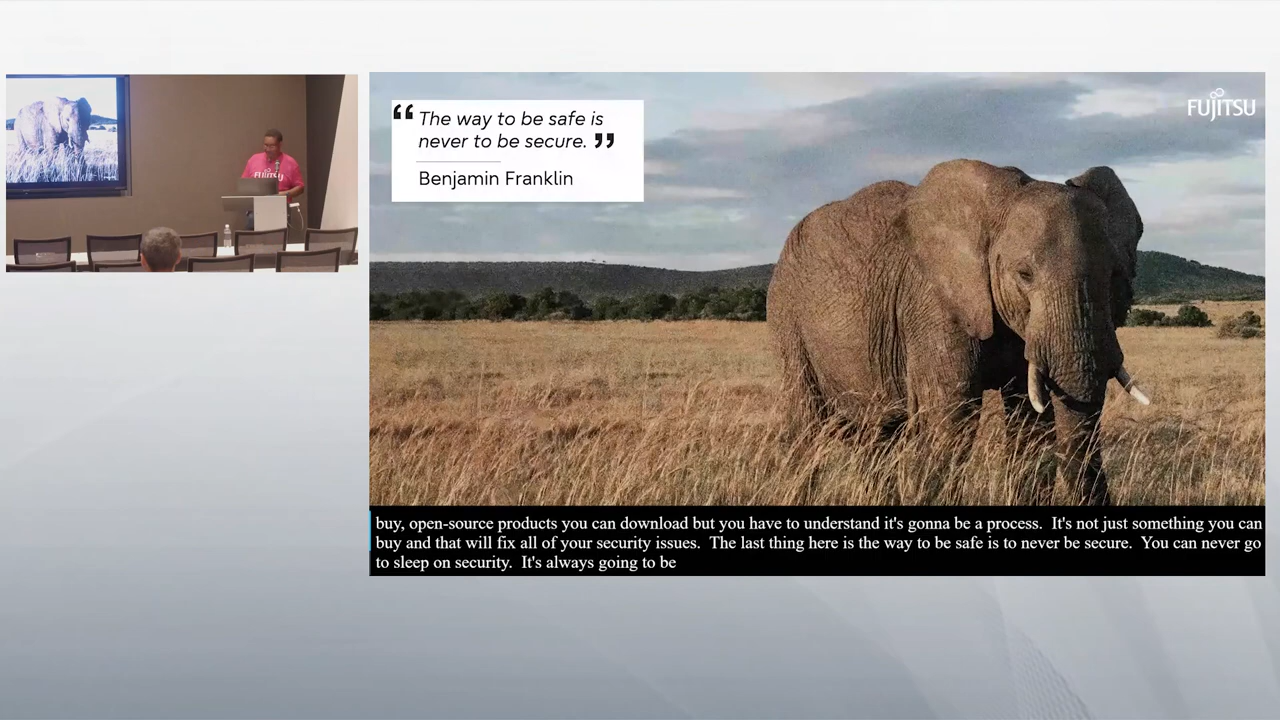 FUJITSU
“ The way to be safe is
never to be secure. ”
Benjamin Franklin
FUJITSU
buy, open-source products you can download but you have to understand it's gonna be a process.  It's not just something you can
buy and that will fix all of your security issues.  The last thing here is the way to be safe is to never be secure.  You can never go
to sleep on security.  It's always going to be